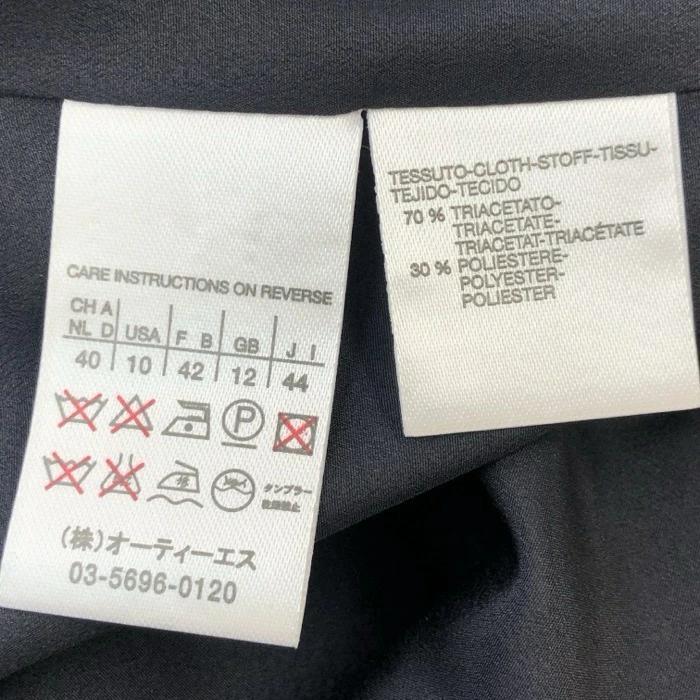 CARE INSTRUCTIONS ON REVERSE
CH A
NL D USA F B GB J I
40 10 42 12 44
P
タンブラー
乾燥禁止
(株)オーティーエス
03-5696-0120
TESSUTO-CLOTH-STOFF-TISSU-
TEJIDO-TECIDO
70 % TRIACETATO-
TRIACETATE-
TRIACETAT-TRIACÉTATE
30 % POLIESTERE-
POLYESTER-
POLIESTER